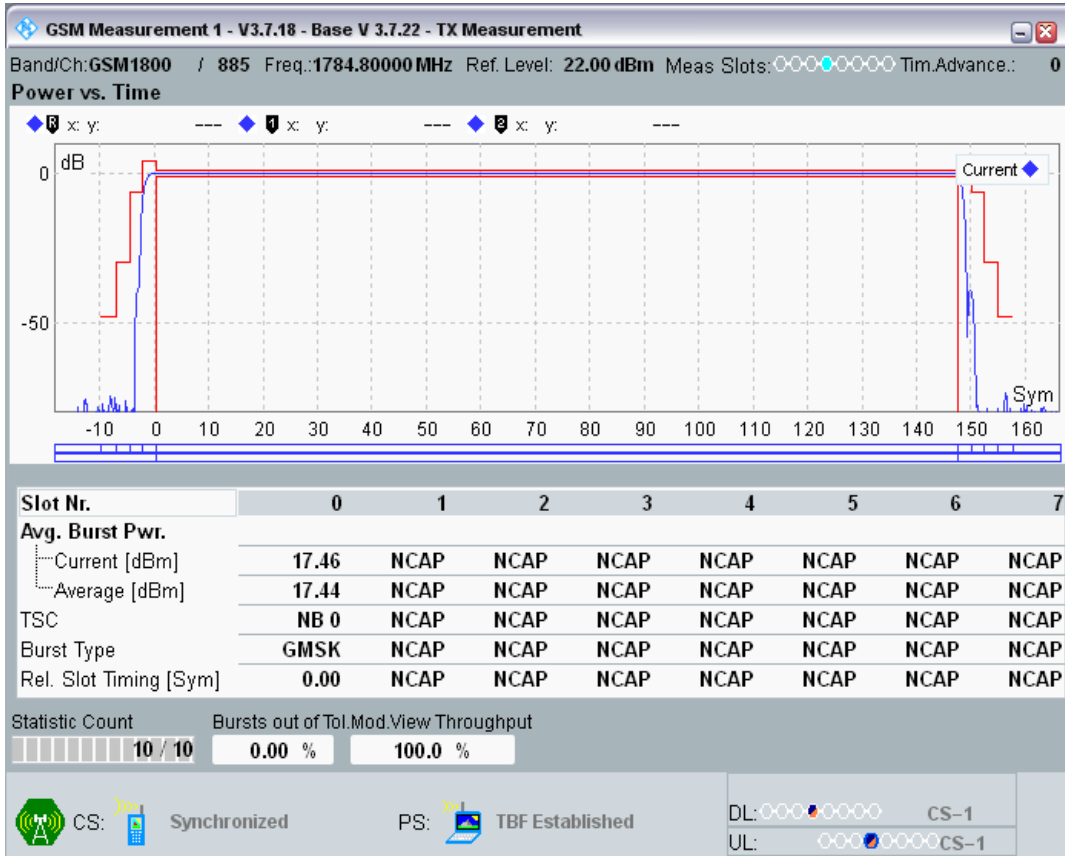 GSM Measurement 1 - V3.7.18 - Base V 3.7.22 - TX Measurement
Band/Ch:GSM1800 / 885 Freq.:1784.80000 MHz Ref. Level: 22.00 dBm Meas Slots: Tim.Advance.: 0
Power vs. Time
R x: y: --- 1 x: y: --- 2 x: y: ---
dB
Current
0
-50
Sym
-10 0 10 20 30 40 50 60 70 80 90 100 110 120 130 140 150 160
Slot Nr. 0 1 2 3 4 5 6 7
Avg. Burst Pwr.
Current [dBm] 17.46 NCAP NCAP NCAP NCAP NCAP NCAP NCAP
Average [dBm] 17.44 NCAP NCAP NCAP NCAP NCAP NCAP NCAP
TSC NB 0 NCAP NCAP NCAP NCAP NCAP NCAP NCAP
Burst Type GMSK NCAP NCAP NCAP NCAP NCAP NCAP NCAP
Rel. Slot Timing [Sym] 0.00 NCAP NCAP NCAP NCAP NCAP NCAP NCAP
Statistic Count Bursts out of Tol.Mod.View Throughput
10 / 10 0.00 % 100.0 %
CS: Synchronized PS: TBF Established
DL: CS-1
UL: CS-1